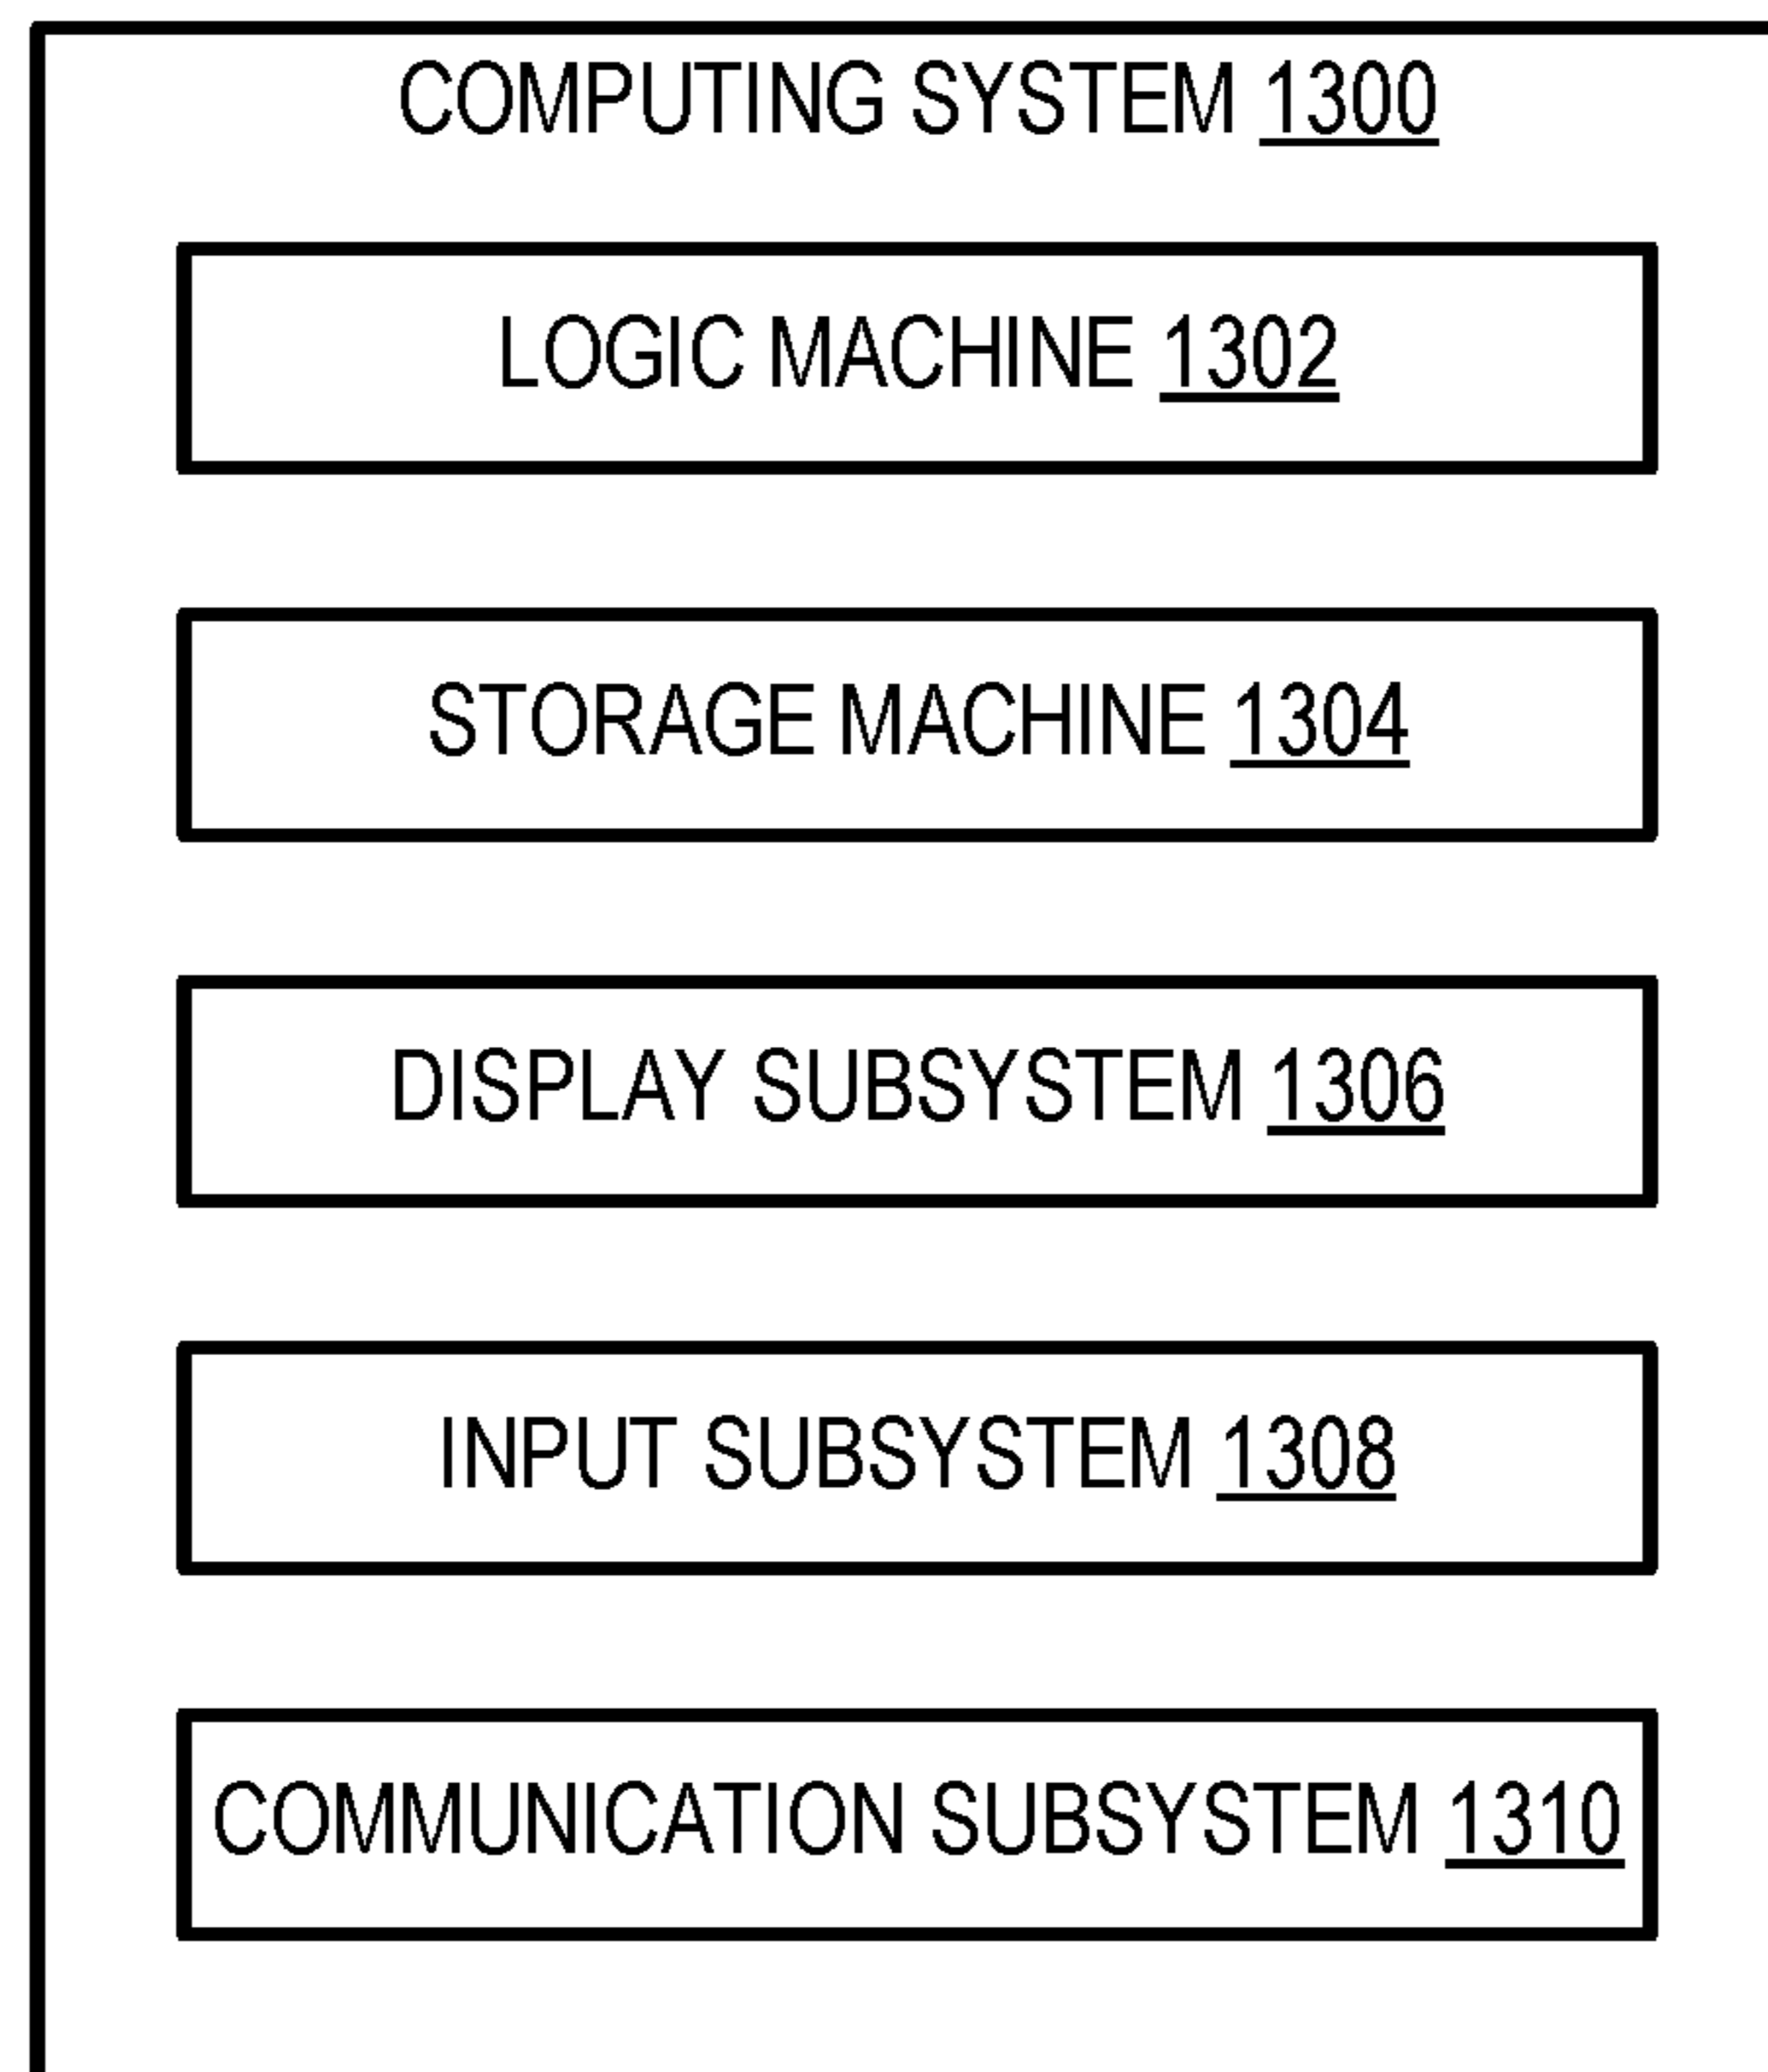 COMPUTING SYSTEM 1300
LOGIC MACHINE 1302
STORAGE MACHINE 1304
DISPLAY SUBSYSTEM 1306
INPUT SUBSYSTEM 1308
COMMUNICATION SUBSYSTEM 1310